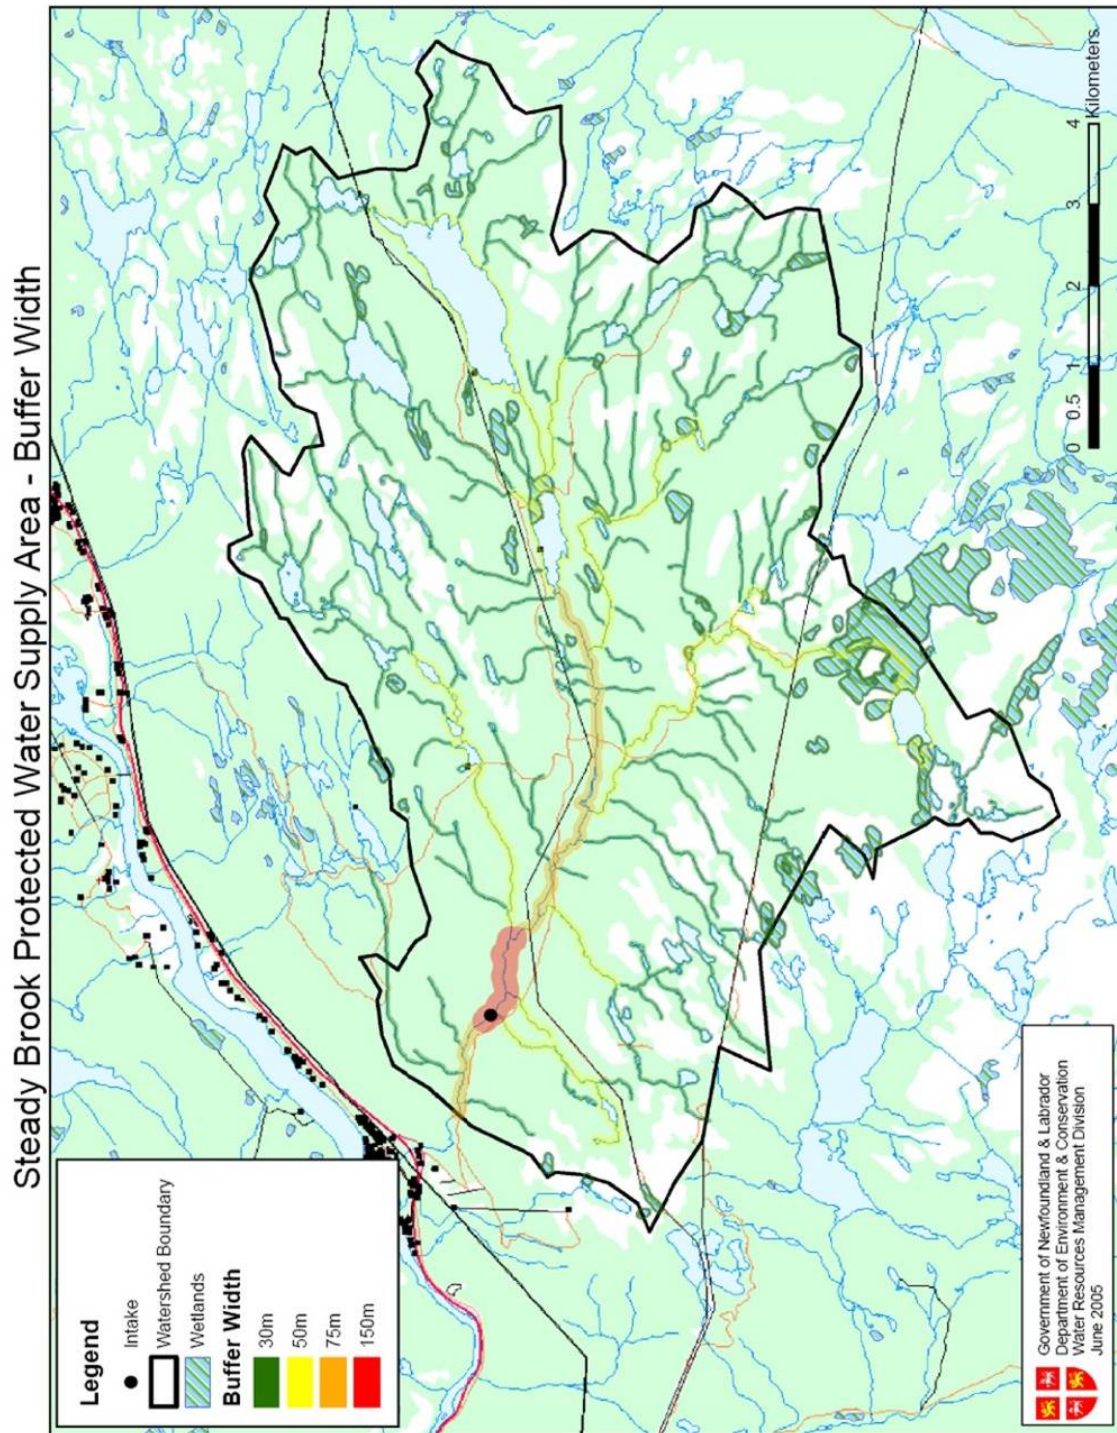 Steady Brook Protected Water Supply Area - Buffer Width
Legend
Intake
Watershed Boundary
Wetlands
Buffer Width
30m
50m
75m
150m
0 0.5 1 2 3 4
Kilometers
Government of Newfoundland & Labrador
Department of Environment & Conservation
Water Resources Management Division
June 2005